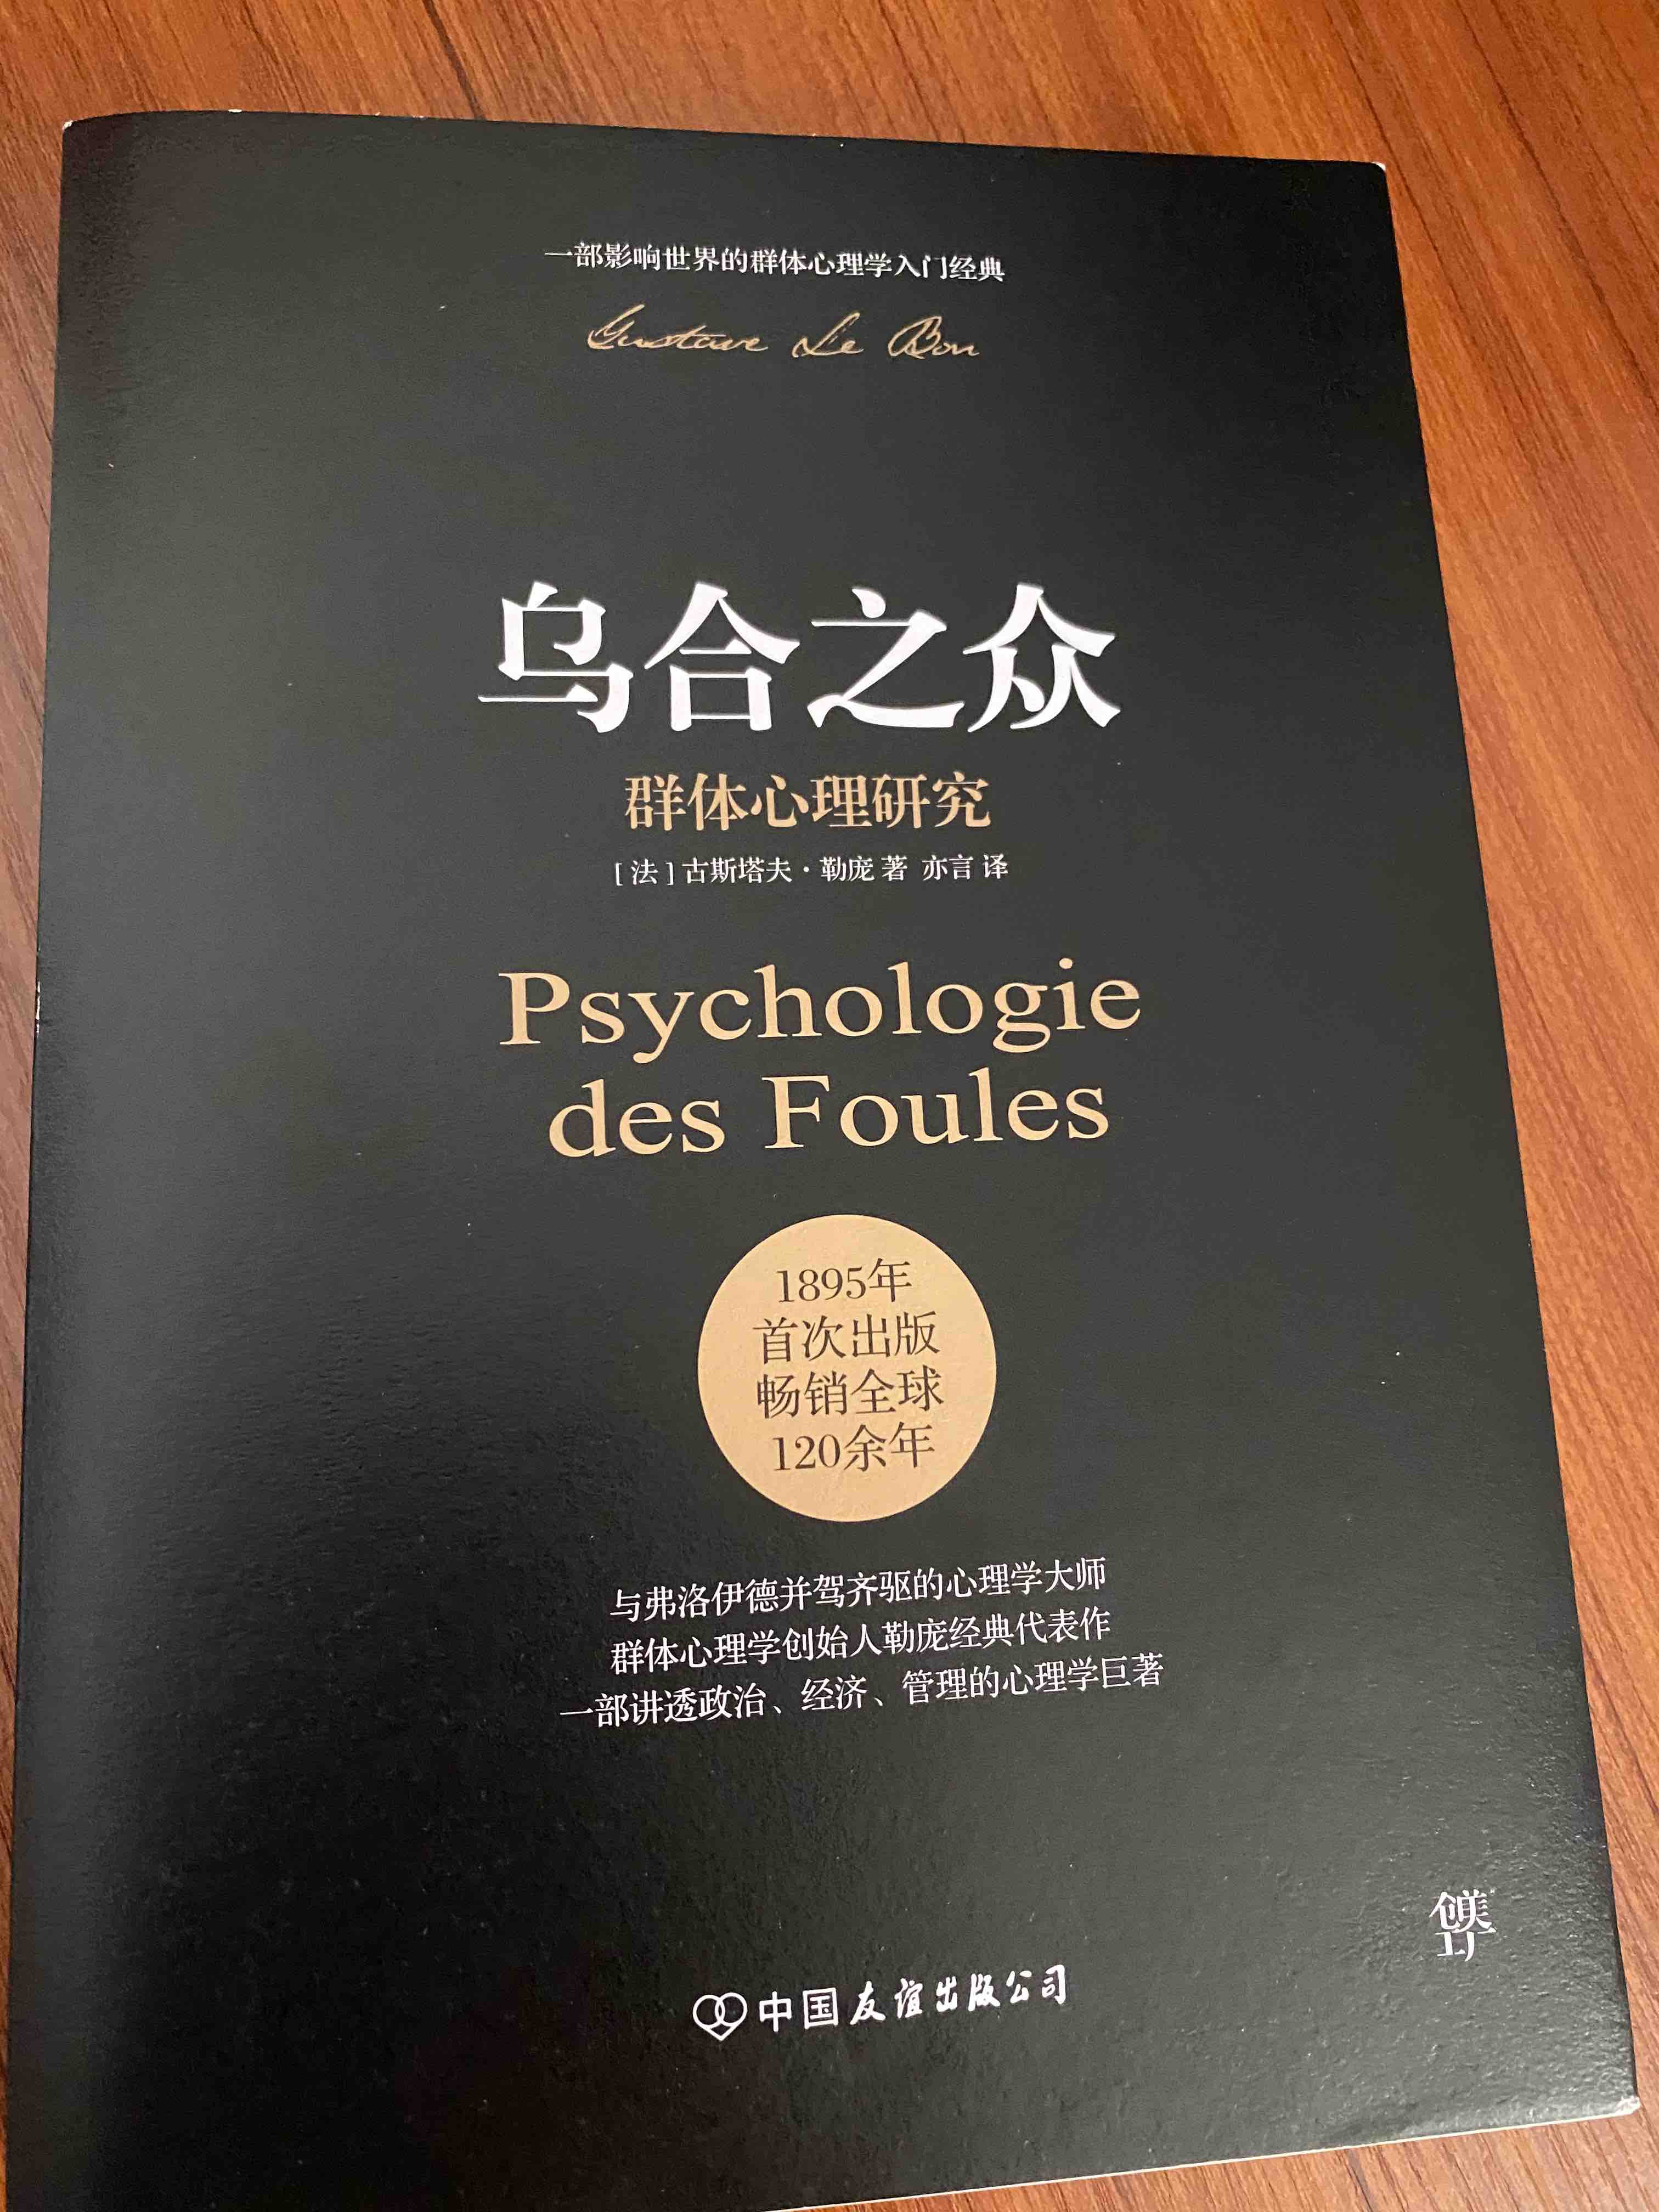 一部影响世界的群体心理学入门经典
Gustave Le Bon
乌合之众
群体心理研究
[法]古斯塔夫·勒庞 著 亦言 译
Psychologie
des Foules
1895年
首次出版
畅销全球
120余年
与弗洛伊德并驾齐驱的心理学大师
群体心理学创始人勒庞经典代表作
一部讲透政治、经济、管理的心理学巨著
创美
工厂
中国友谊出版公司